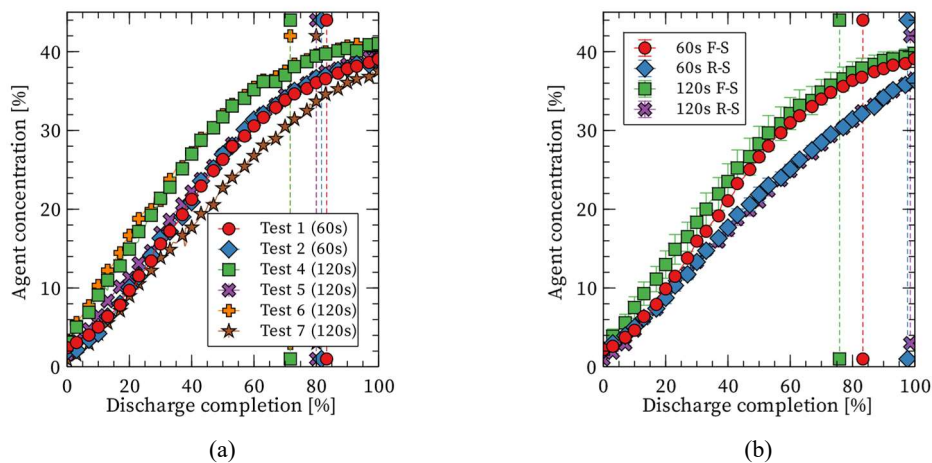 Agent concentration [%]
40
30
20
10
0
Test 1 (60s)
Test 2 (60s)
Test 4 (120s)
Test 5 (120s)
Test 6 (120s)
Test 7 (120s)
0 20 40 60 80 100
Discharge completion [%]
(a)
Agent concentration [%]
40
30
20
10
0
60s F-S
60s R-S
120s F-S
120s R-S
0 20 40 60 80 100
Discharge completion [%]
(b)